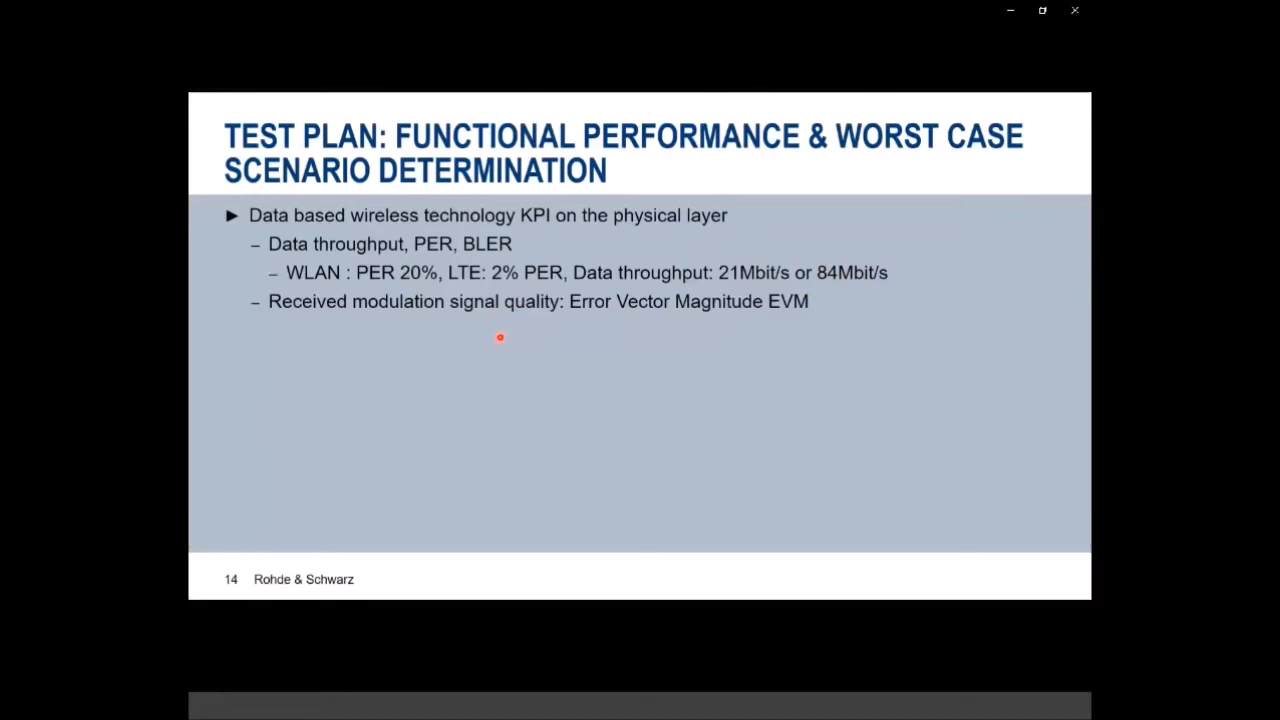 TEST PLAN: FUNCTIONAL PERFORMANCE & WORST CASE
SCENARIO DETERMINATION
► Data based wireless technology KPI on the physical layer
– Data throughput, PER, BLER
– WLAN : PER 20%, LTE: 2% PER, Data throughput: 21Mbit/s or 84Mbit/s
– Received modulation signal quality: Error Vector Magnitude EVM
14 Rohde & Schwarz